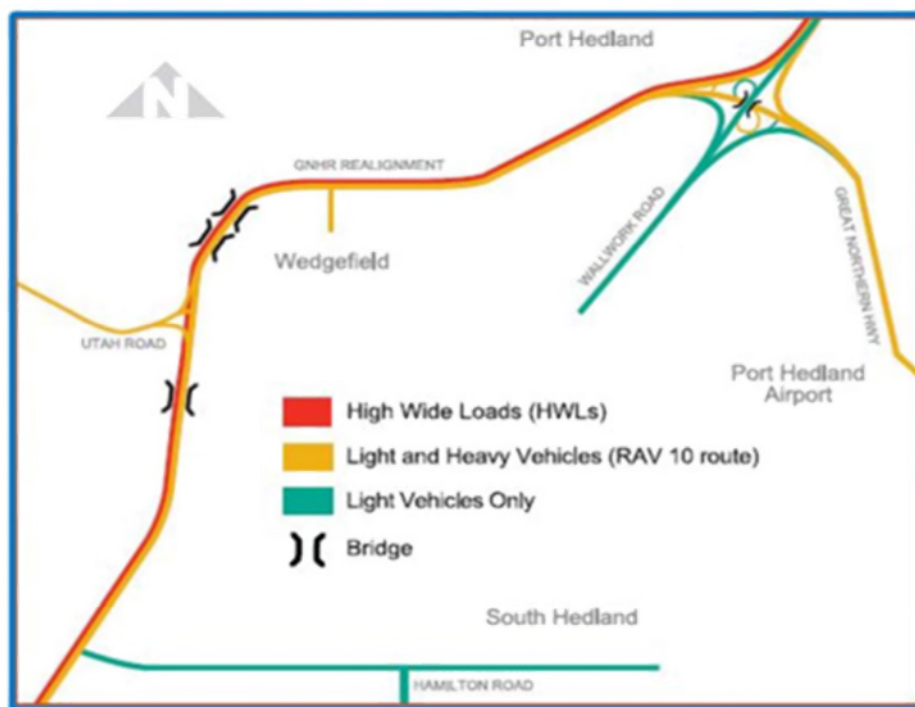 Port Hedland
N
GNHR REALIGNMENT
WALLWORK ROAD
GREAT NORTHERN HWY
Wedgefield
UTAH ROAD
Port Hedland
Airport
High Wide Loads (HWLs)
Light and Heavy Vehicles (RAV 10 route)
Light Vehicles Only
Bridge
South Hedland
HAMILTON ROAD